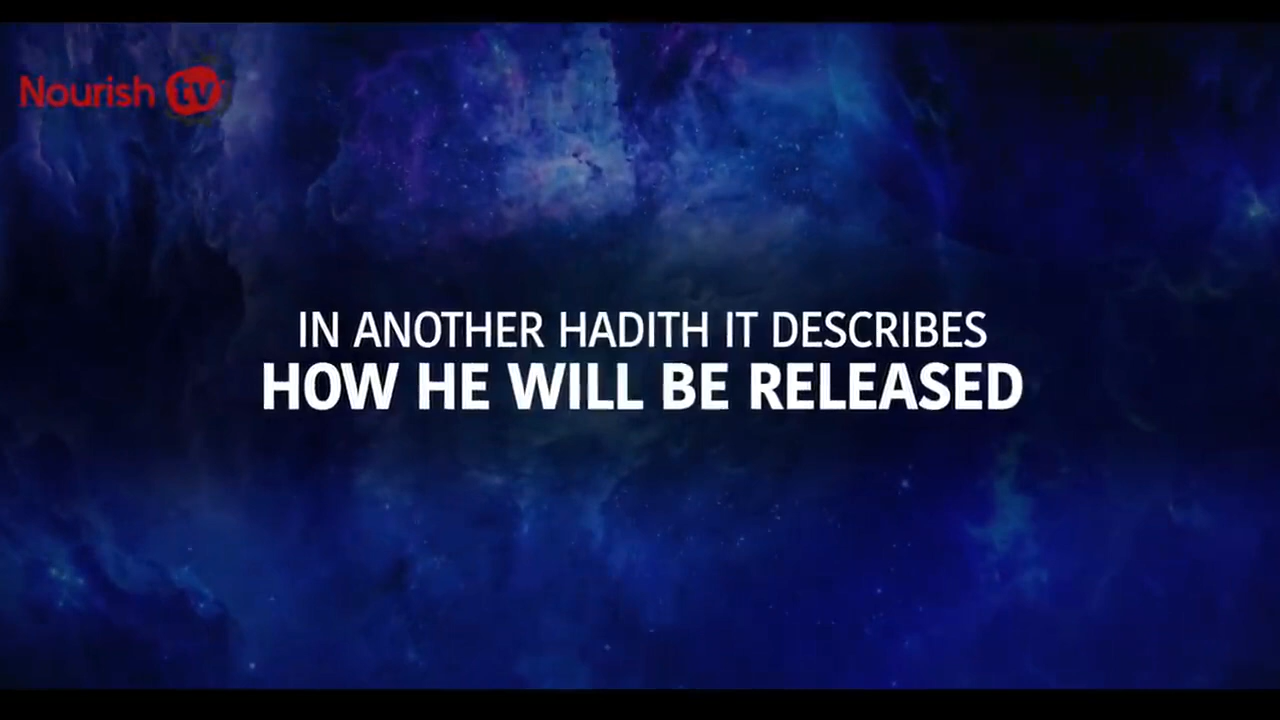 Nourish tv
IN ANOTHER HADITH IT DESCRIBES
HOW HE WILL BE RELEASED